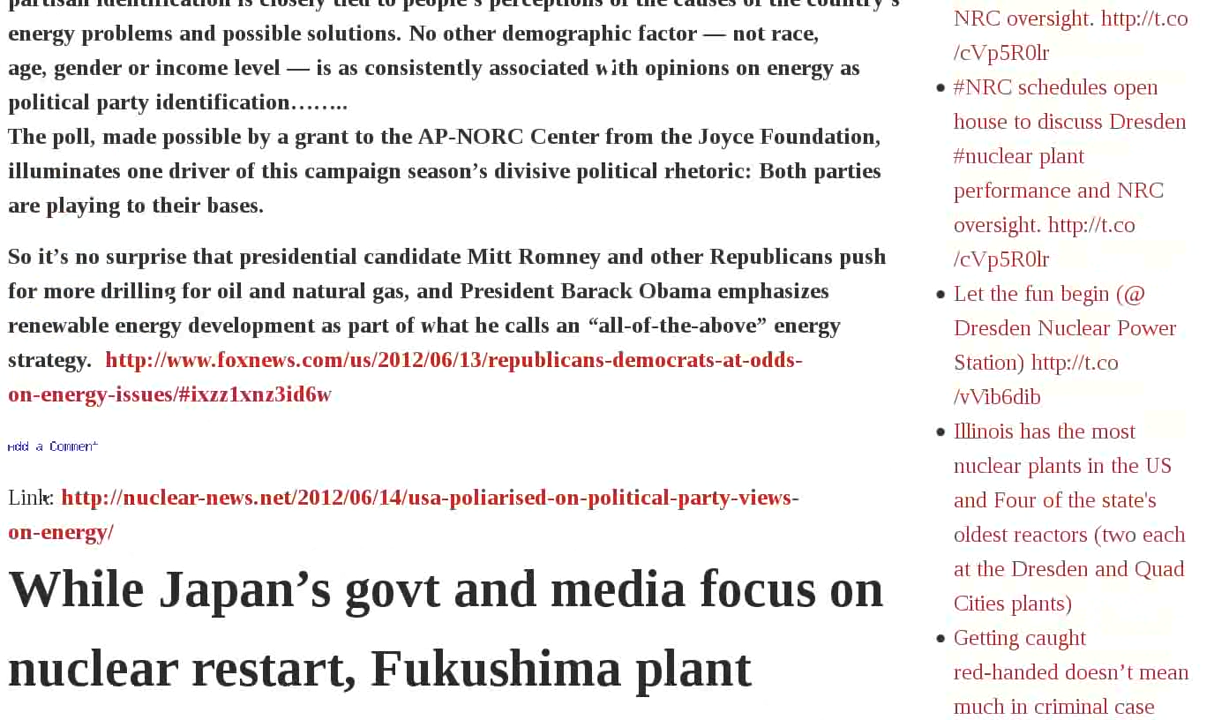 partisan identification is closely tied to people's perceptions of the causes of the country's
energy problems and possible solutions. No other demographic factor — not race,
age, gender or income level — is as consistently associated with opinions on energy as
political party identification……..
The poll, made possible by a grant to the AP-NORC Center from the Joyce Foundation,
illuminates one driver of this campaign season’s divisive political rhetoric: Both parties
are playing to their bases.
So it’s no surprise that presidential candidate Mitt Romney and other Republicans push
for more drilling for oil and natural gas, and President Barack Obama emphasizes
renewable energy development as part of what he calls an “all-of-the-above” energy
strategy.  http://www.foxnews.com/us/2012/06/13/republicans-democrats-at-odds-
on-energy-issues/#ixzz1xnz3id6w
Add a Comment
Link: http://nuclear-news.net/2012/06/14/usa-poliarised-on-political-party-views-
on-energy/
While Japan’s govt and media focus on
nuclear restart, Fukushima plant
NRC oversight. http://t.co
/cVp5R0lr
#NRC schedules open
house to discuss Dresden
#nuclear plant
performance and NRC
oversight. http://t.co
/cVp5R0lr
Let the fun begin (@
Dresden Nuclear Power
Station) http://t.co
/vVib6dib
Illinois has the most
nuclear plants in the US
and Four of the state's
oldest reactors (two each
at the Dresden and Quad
Cities plants)
Getting caught
red-handed doesn’t mean
much in criminal case